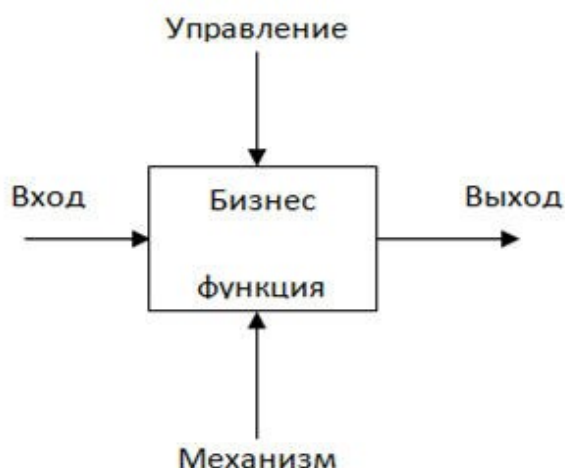 Управление
Вход
Бизнес
функция
Выход
Механизм